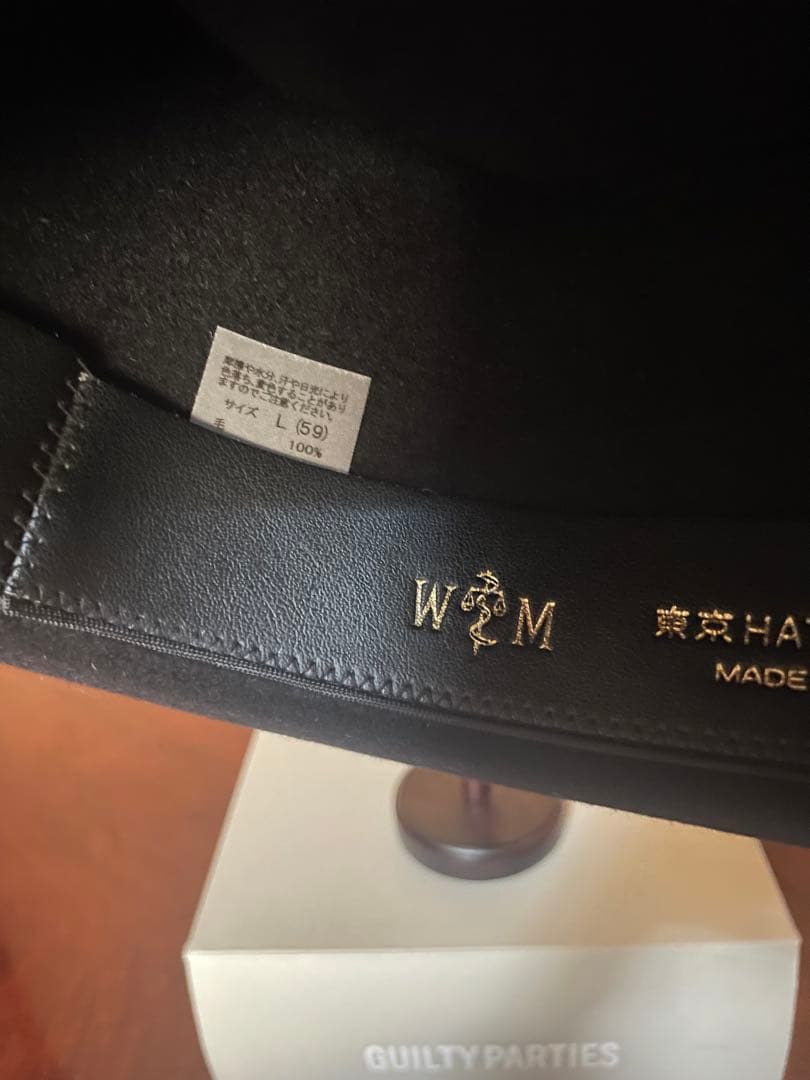 摩擦や水分、汗や日光により
色落ち、変色することがあり
ますのでご注意ください。
サイズ L (59)
毛 100%
W M
東京HA
MADE
GUILTY PARTIES